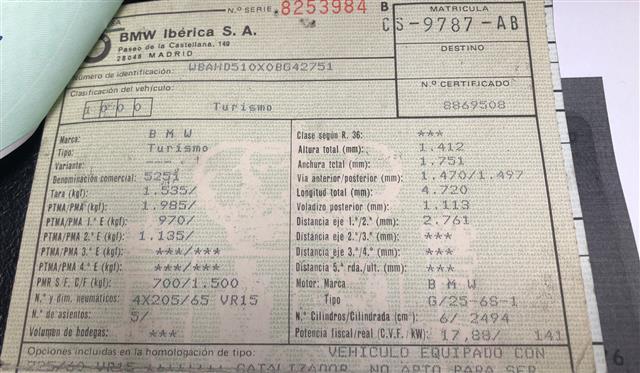 N.º SERIE. 8253984 B
MATRICULA
CS-9787-AB
BMW Ibérica S. A.
Paseo de la Castellana, 149
28046 MADRID
DESTINO
Número de identificación: WBAHD510X0BG42751
Clasificación del vehículo:
N.º CERTIFICADO
8869508
1000 Turismo
Marca: B M W
Tipo: Turismo
Variante: ---.
Denominación comercial: 525i
Tara (kgf): 1.535/
PTMA/PMA (kgf): 1.985/
PTMA/PMA 1.ª E (kgf): 970/
PTMA/PMA 2.ª E (kgf): 1.135/
PTMA/PMA 3.ª E (kgf): ***/***
PTMA/PMA 4.ª E (kgf): ***/***
PMR S.F. C/F (kgf): 700/1.500
N.º y dim. neumáticos: 4X205/65 VR15
N.º de asientos: 5/
Volumen de bodegas: ***
Clase según R. 36: ***
Altura total (mm): 1.412
Anchura total (mm): 1.751
Via anterior/posterior (mm): 1.470/1.497
Longitud total (mm): 4.720
Voladizo posterior (mm): 1.113
Distancia eje 1.º/2.º (mm): 2.761
Distancia eje 2.º/3.º (mm): ***
Distancia eje 3.º/4.º (mm): ***
Distancia 5.ª rda./ult. (mm): ***
Motor: Marca B M W
Tipo G/25-6S-1
N.º Cilindros/Cilindrada (cm³) 6/ 2494
Potencia fiscal/real (C.V.F./ kW): 17,88/ 141
Opciones incluidas en la homologación de tipo: VEHICULO EQUIPADO CON
VR15 CATALIZADOR. NO APTO PARA SER